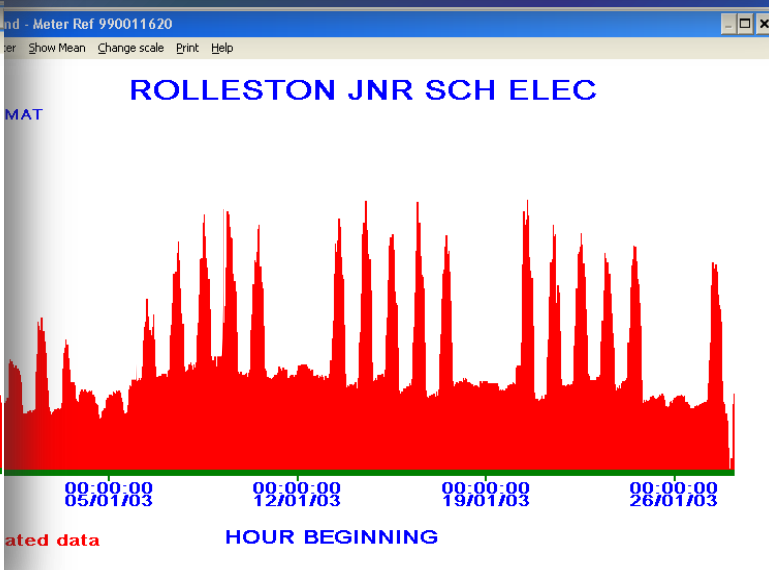 nd - Meter Ref 990011620
ter Show Mean Change scale Print Help
ROLLESTON JNR SCH ELEC
MAT
00:00:00 00:00:00 00:00:00 00:00:00
05/01/03 12/01/03 19/01/03 26/01/03
ated data HOUR BEGINNING